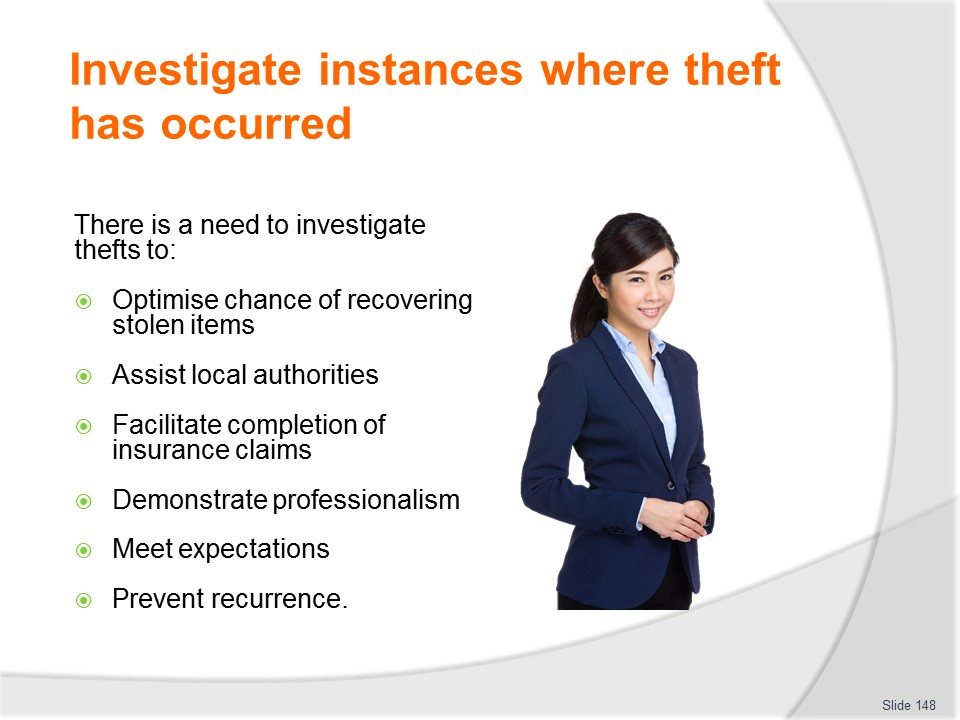 Investigate instances where theft
has occurred
There is a need to investigate
thefts to:
Optimise chance of recovering
stolen items
Assist local authorities
Facilitate completion of
insurance claims
Demonstrate professionalism
Meet expectations
Prevent recurrence.
Slide 148